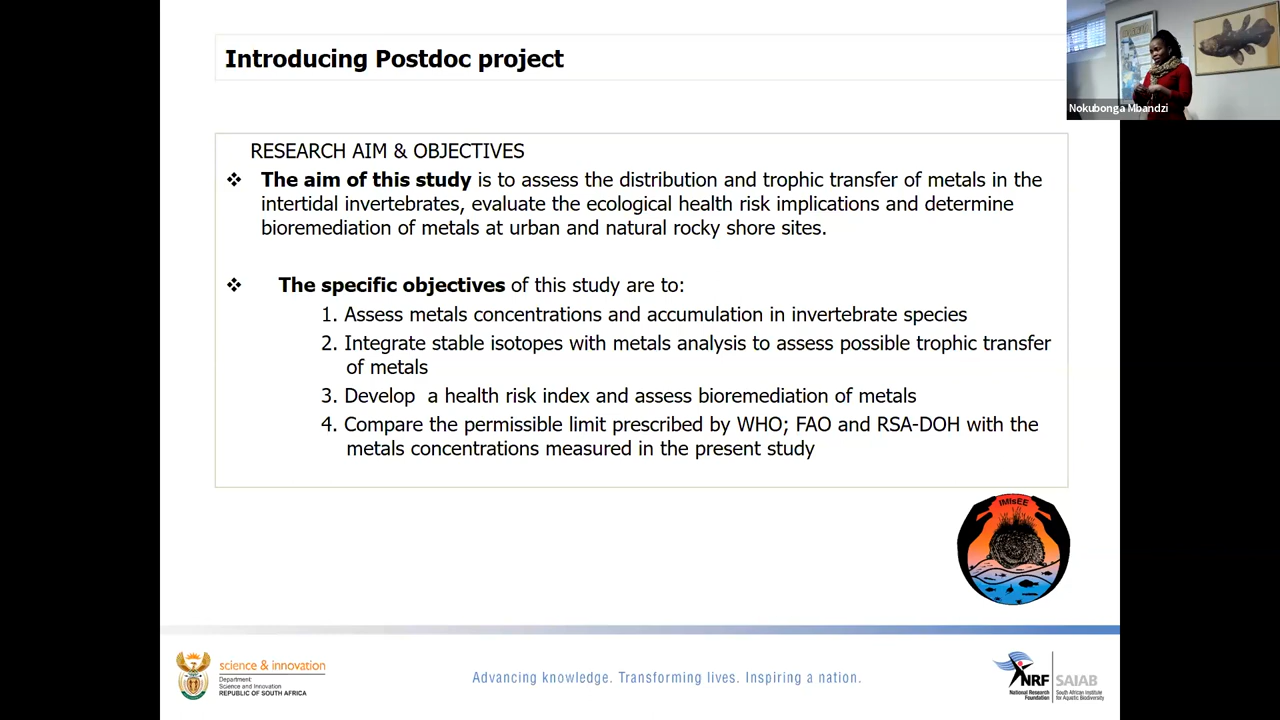 Introducing Postdoc project
Nokubonga Mbandzi
RESEARCH AIM & OBJECTIVES
❖ The aim of this study is to assess the distribution and trophic transfer of metals in the
intertidal invertebrates, evaluate the ecological health risk implications and determine
bioremediation of metals at urban and natural rocky shore sites.
❖ The specific objectives of this study are to:
1. Assess metals concentrations and accumulation in invertebrate species
2. Integrate stable isotopes with metals analysis to assess possible trophic transfer
of metals
3. Develop a health risk index and assess bioremediation of metals
4. Compare the permissible limit prescribed by WHO; FAO and RSA-DOH with the
metals concentrations measured in the present study
IMIsEE
science & innovation
Department:
Science and Innovation
REPUBLIC OF SOUTH AFRICA
Advancing knowledge. Transforming lives. Inspiring a nation.
NRF
National Research
Foundation
SAIAB
South African Institute
for Aquatic Biodiversity